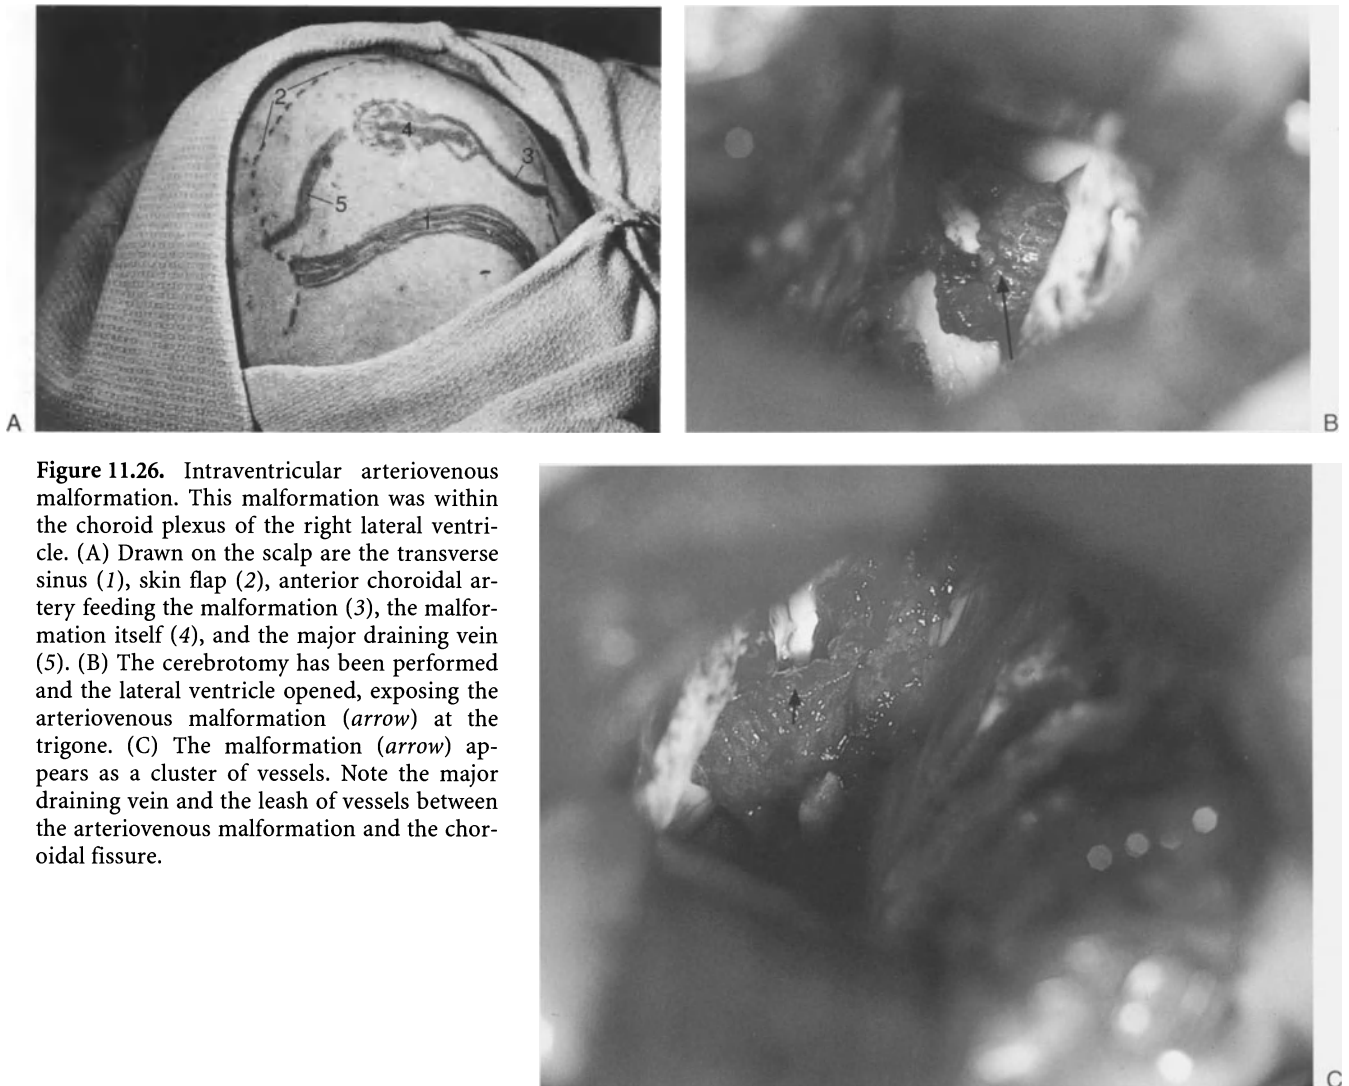 2
4
3
5
1
A
B
Figure 11.26. Intraventricular arteriovenous
malformation. This malformation was within
the choroid plexus of the right lateral ventri-
cle. (A) Drawn on the scalp are the transverse
sinus (1), skin flap (2), anterior choroidal ar-
tery feeding the malformation (3), the malfor-
mation itself (4), and the major draining vein
(5). (B) The cerebrotomy has been performed
and the lateral ventricle opened, exposing the
arteriovenous malformation (arrow) at the
trigone. (C) The malformation (arrow) ap-
pears as a cluster of vessels. Note the major
draining vein and the leash of vessels between
the arteriovenous malformation and the chor-
oidal fissure.
C